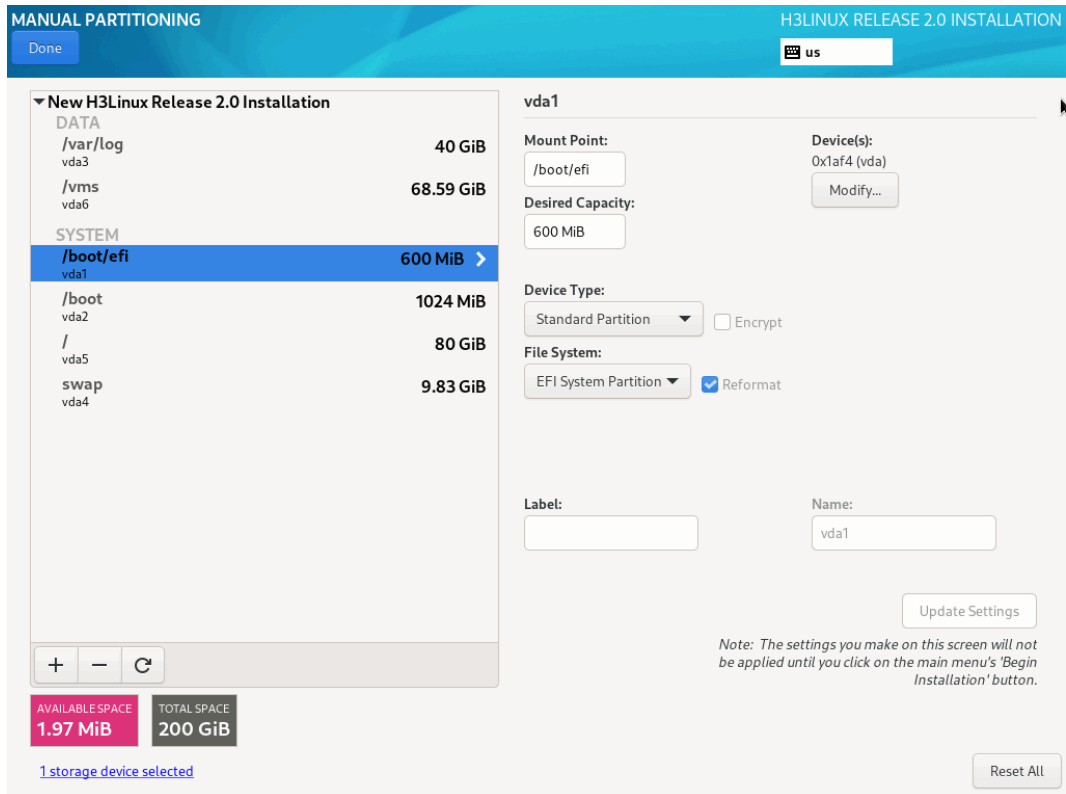 MANUAL PARTITIONING
H3LINUX RELEASE 2.0 INSTALLATION
Done
us
New H3Linux Release 2.0 Installation
DATA
/var/log
40 GiB
vda3
/vms
68.59 GiB
vda6
SYSTEM
/boot/efi
600 MiB
vda1
/boot
1024 MiB
vda2
/
80 GiB
vda5
swap
9.83 GiB
vda4
AVAILABLE SPACE
1.97 MiB
TOTAL SPACE
200 GiB
1 storage device selected
vda1
Mount Point:
/boot/efi
Device(s):
0x1af4 (vda)
Modify...
Desired Capacity:
600 MiB
Device Type:
Standard Partition
Encrypt
File System:
EFI System Partition
Reformat
Label:
Name:
vda1
Update Settings
Note: The settings you make on this screen will not
be applied until you click on the main menu's 'Begin
Installation' button.
Reset All